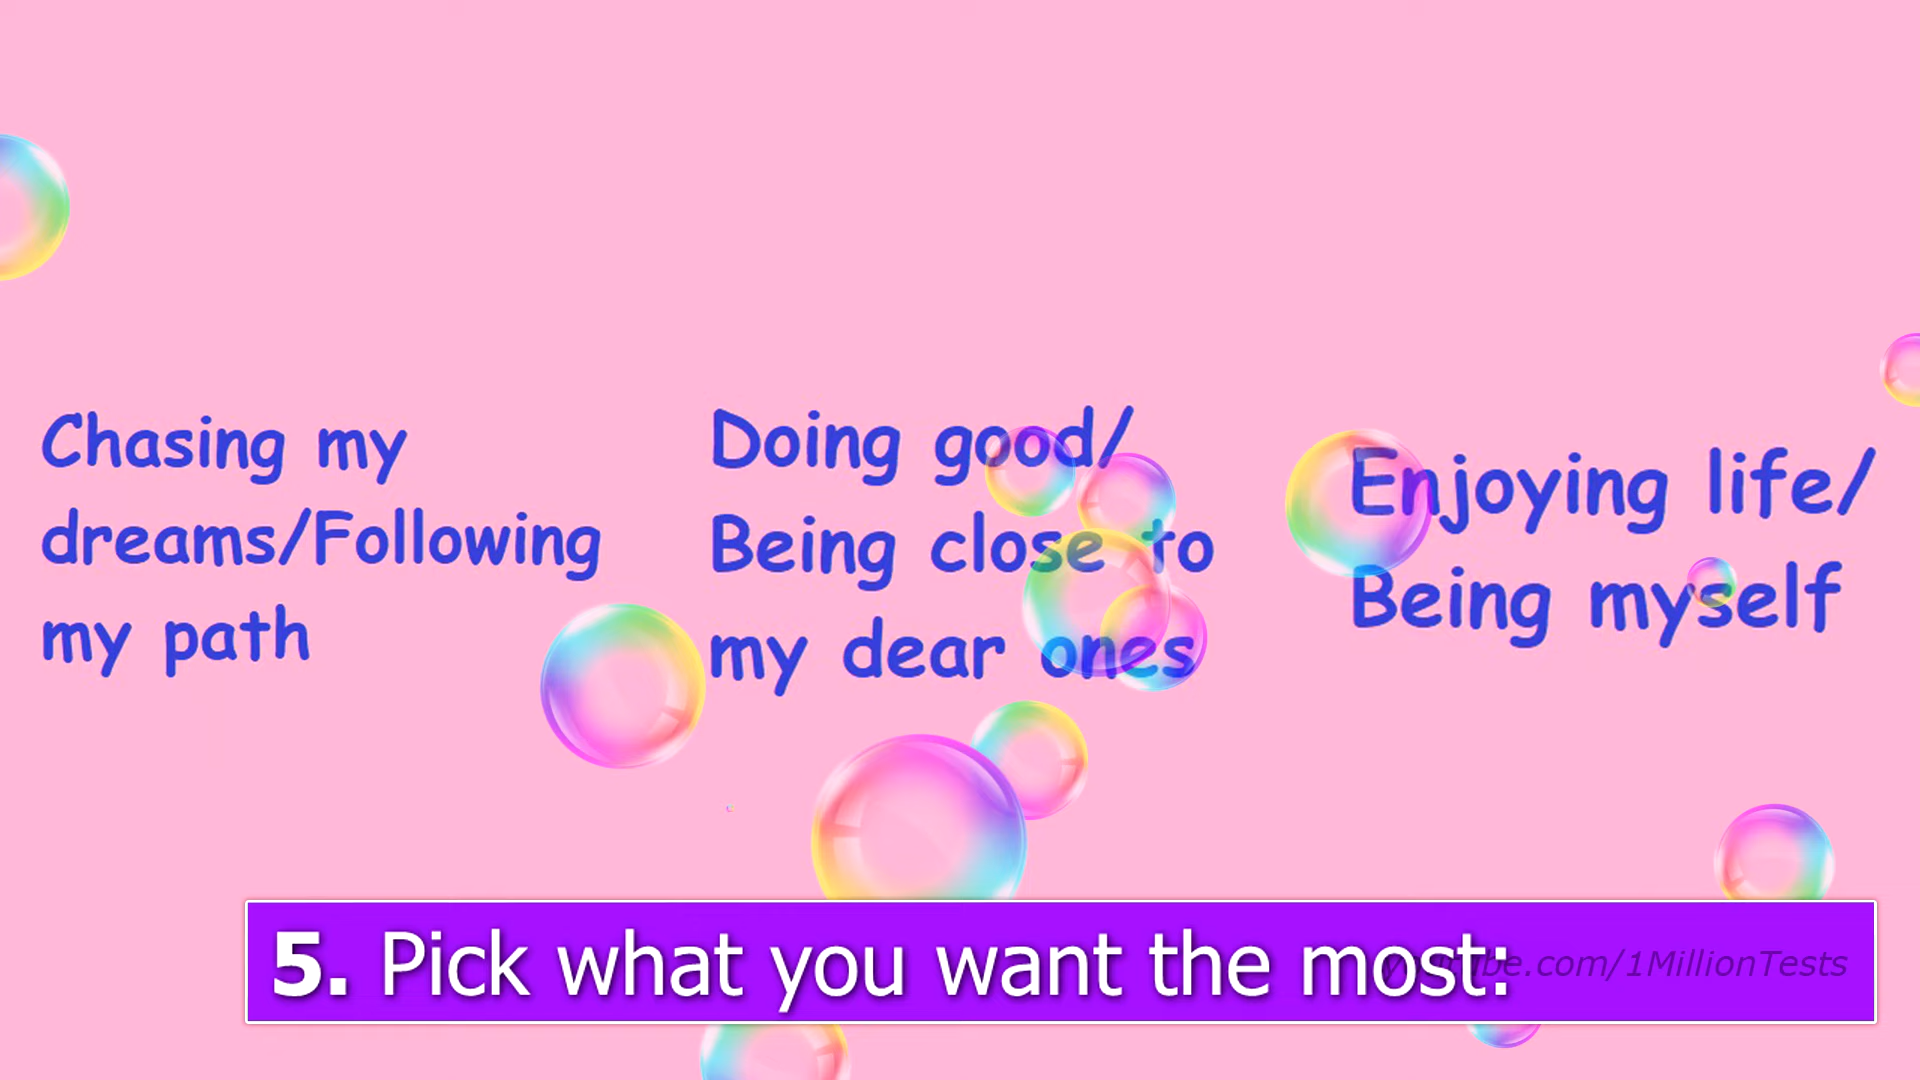 Chasing my
dreams/Following
my path
Doing good/
Being close to
my dear ones
Enjoying life/
Being myself
5. Pick what you want the most:
youtube.com/1MillionTests